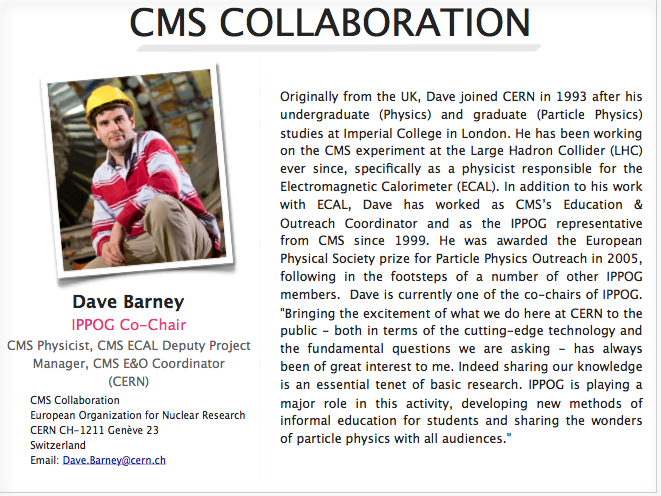 CMS COLLABORATION
Dave Barney
IPPOG Co-Chair
CMS Physicist, CMS ECAL Deputy Project
Manager, CMS E&O Coordinator
(CERN)
CMS Collaboration
European Organization for Nuclear Research
CERN CH-1211 Genève 23
Switzerland
Email: Dave.Barney@cern.ch
Originally from the UK, Dave joined CERN in 1993 after his
undergraduate (Physics) and graduate (Particle Physics)
studies at Imperial College in London. He has been working
on the CMS experiment at the Large Hadron Collider (LHC)
ever since, specifically as a physicist responsible for the
Electromagnetic Calorimeter (ECAL). In addition to his work
with ECAL, Dave has worked as CMS's Education &
Outreach Coordinator and as the IPPOG representative
from CMS since 1999. He was awarded the European
Physical Society prize for Particle Physics Outreach in 2005,
following in the footsteps of a number of other IPPOG
members. Dave is currently one of the co-chairs of IPPOG.
"Bringing the excitement of what we do here at CERN to the
public – both in terms of the cutting-edge technology and
the fundamental questions we are asking – has always
been of great interest to me. Indeed sharing our knowledge
is an essential tenet of basic research. IPPOG is playing a
major role in this activity, developing new methods of
informal education for students and sharing the wonders
of particle physics with all audiences."